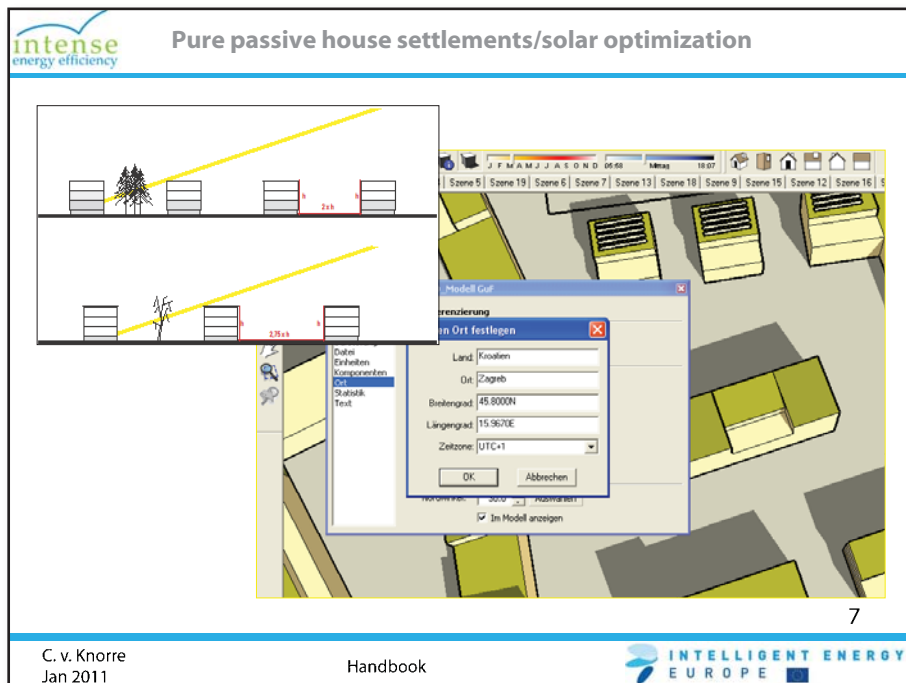 intense
energy efficiency
Pure passive house settlements/solar optimization
h
h
2 x h
h
h
2,75 x h
J F M A M J J A S O N D 05:58 Mittag 18:07
Szene 5 Szene 19 Szene 6 Szene 7 Szene 13 Szene 18 Szene 9 Szene 15 Szene 12 Szene 16 S
_Modell GuF
erenzierung
en Ort festlegen
Datei
Einheiten
Komponenten
Ort
Statistik
Text
Land: Kroatien
Ort: Zagreb
Breitengrad: 45.8000N
Längengrad: 15.9670E
Zeitzone: UTC+1
OK Abbrechen
Im Modell anzeigen
7
C. v. Knorre
Jan 2011
Handbook
INTELLIGENT ENERGY
EUROPE